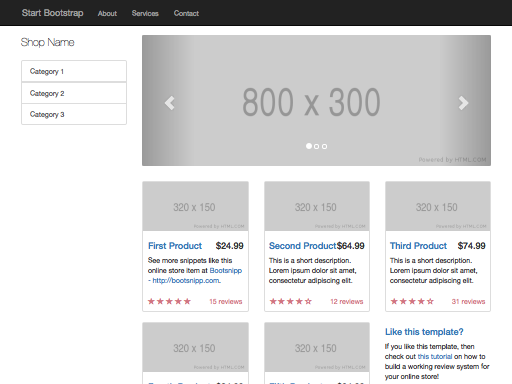 Start Bootstrap About Services Contact
Shop Name
Category 1
Category 2
Category 3
800 x 300
Powered by HTML.COM
320 x 150
Powered by HTML.COM
First Product $24.99
See more snippets like this
online store item at Bootsnipp
- http://bootsnipp.com.
15 reviews
320 x 150
Powered by HTML.COM
Second Product $64.99
This is a short description.
Lorem ipsum dolor sit amet,
consectetur adipiscing elit.
12 reviews
320 x 150
Powered by HTML.COM
Third Product $74.99
This is a short description.
Lorem ipsum dolor sit amet,
consectetur adipiscing elit.
31 reviews
320 x 150
Powered by HTML.COM
320 x 150
Powered by HTML.COM
Like this template?
If you like this template, then
check out this tutorial on how to
build a working review system for
your online store!